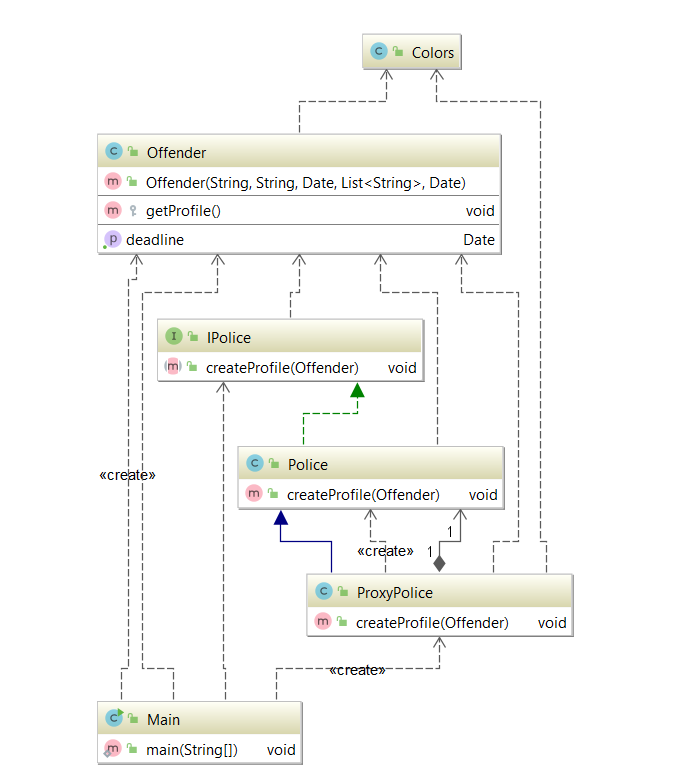 C Colors
C Offender
m Offender(String, String, Date, List<String>, Date)
m getProfile() void
p deadline Date
I IPolice
(m) createProfile(Offender) void
C Police
«create»
m createProfile(Offender) void
1
«create» 1
C ProxyPolice
m createProfile(Offender) void
«create»
C Main
m main(String[]) void